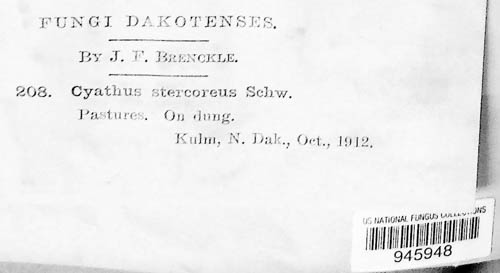 FUNGI DAKOTENSES.
BY J. F. BRENCKLE.
208. Cyathus stercoreus Schw.
Pastures. On dung.
Kulm, N. Dak., Oct., 1912.
US NATIONAL FUNGUS COLLECTIONS
945948